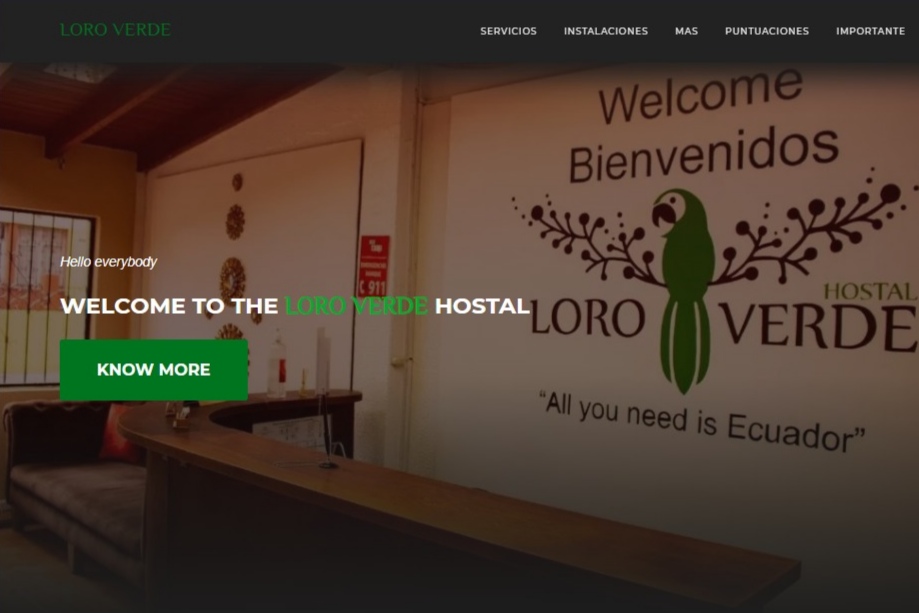 LORO VERDE
SERVICIOS INSTALACIONES MAS PUNTUACIONES IMPORTANTE
Welcome
Bienvenidos
Hello everybody
911
HOSTAL
WELCOME TO THE LORO VERDE HOSTAL
LORO VERDE
KNOW MORE
“All you need is Ecuador”